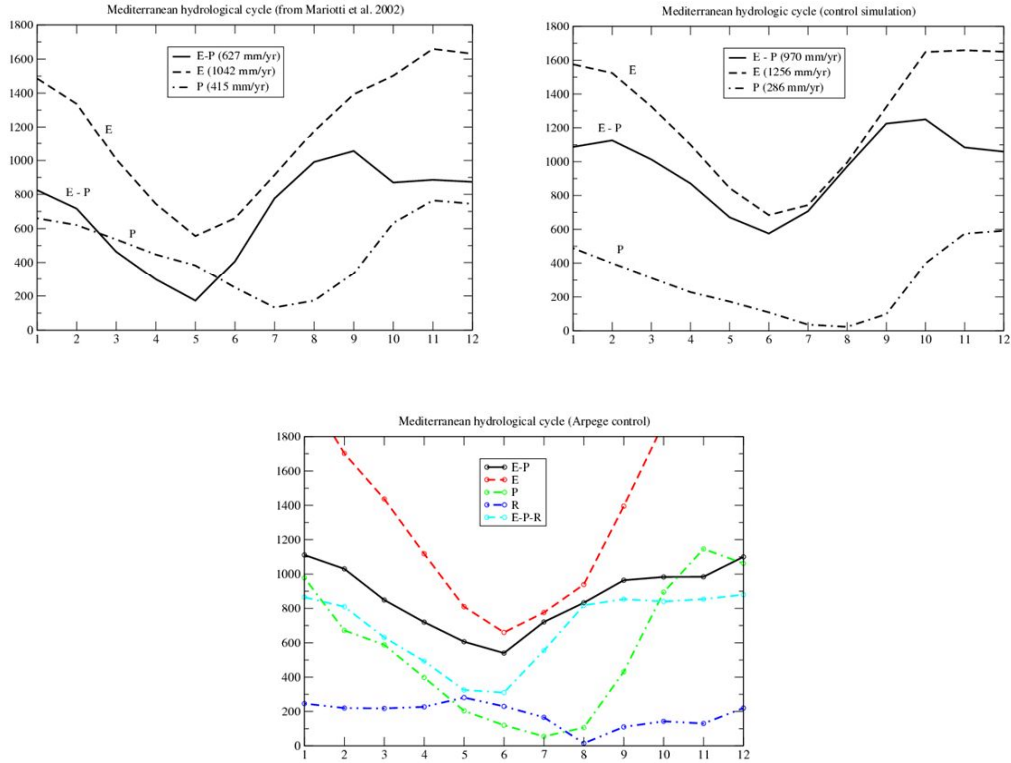 Mediterranean hydrological cycle (from Mariotti et al. 2002)
1800
1600
1400
1200
1000
800
600
400
200
0
E-P (627 mm/yr)
E (1042 mm/yr)
P (415 mm/yr)
E
E - P
P
1 2 3 4 5 6 7 8 9 10 11 12
Mediterranean hydrologic cycle (control simulation)
1800
1600
1400
1200
1000
800
600
400
200
0
E - P (970 mm/yr)
E (1256 mm/yr)
P (286 mm/yr)
E
E - P
P
1 2 3 4 5 6 7 8 9 10 11 12
Mediterranean hydrological cycle (Arpege control)
1800
1600
1400
1200
1000
800
600
400
200
0
E-P
E
P
R
E-P-R
1 2 3 4 5 6 7 8 9 10 11 12